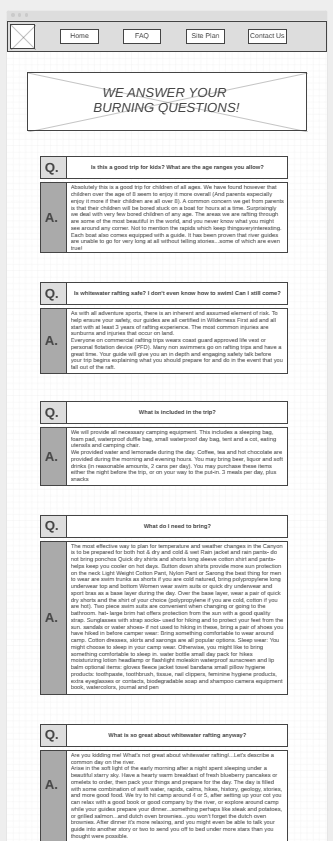 Home
FAQ
Site Plan
Contact Us
WE ANSWER YOUR
BURNING QUESTIONS!
Q.
Is this a good trip for kids? What are the age ranges you allow?
A.
Absolutely this is a good trip for children of all ages. We have found however that
children over the age of 8 seem to enjoy it more overall (And parents especially
enjoy it more if their children are all over 8). A common concern we get from parents
is that their children will be bored stuck on a boat for hours at a time. Surprisingly
we deal with very few bored children of any age. The areas we are rafting through
are some of the most beautiful in the world, and you never know what you might
see around any corner. Not to mention the rapids which keep thingseveryinteresting.
Each boat also comes equipped with a guide. It has been proven that river guides
are unable to go for very long at all without telling stories...some of which are even
true!
Q.
Is whitewater rafting safe? I don't even know how to swim! Can I still come?
A.
As with all adventure sports, there is an inherent and assumed element of risk. To
help ensure your safety, our guides are all certified in Wilderness First aid and all
start with at least 3 years of rafting experience. The most common injuries are
sunburns and injuries that occur on land.
Everyone on commercial rafting trips wears coast guard approved life vest or
personal flotation device (PFD). Many non swimmers go on rafting trips and have a
great time. Your guide will give you an in depth and engaging safety talk before
your trip begins explaining what you should prepare for and do in the event that you
fall out of the raft.
Q.
What is included in the trip?
A.
We will provide all necessary camping equipment. This includes a sleeping bag,
foam pad, waterproof duffle bag, small waterproof day bag, tent and a cot, eating
utensils and camping chair.
We provide water and lemonade during the day. Coffee, tea and hot chocolate are
provided during the morning and evening hours. You may bring beer, liquor and soft
drinks (in reasonable amounts, 2 cans per day). You may purchase these items
either the night before the trip, or on your way to the put-in. 3 meals per day, plus
snacks
Q.
What do I need to bring?
A.
The most effective way to plan for temperature and weather changes in the Canyon
is to be prepared for both hot & dry and cold & wet! Rain jacket and rain pants- do
not bring ponchos Quick dry shirts and shorts long sleeve cotton shirt and pants-
helps keep you cooler on hot days. Button down shirts provide more sun protection
on the neck Light Weight Cotton Pant, Nylon Pant or Sarong the best thing for men
to wear are swim trunks as shorts if you are cold natured, bring polypropylene long
underwear top and bottom Women wear swim suits or quick dry underwear and
sport bras as a base layer during the day. Over the base layer, wear a pair of quick
dry shorts and the shirt of your choice (polypropylene if you are cold, cotton if you
are hot). Two piece swim suits are convenient when changing or going to the
bathroom. hat- large brim hat offers protection from the sun with a good quality
strap. Sunglasses with strap socks- used for hiking and to protect your feet from the
sun. sandals or water shoes- if not used to hiking in these, bring a pair of shoes you
have hiked in before camper wear: Bring something comfortable to wear around
camp. Cotton dresses, shirts and sarongs are all popular options. Sleep wear: You
might choose to sleep in your camp wear. Otherwise, you might like to bring
something comfortable to sleep in. water bottle small day pack for hikes
moisturizing lotion headlamp or flashlight moleskin waterproof sunscreen and lip
balm optional items: gloves fleece jacket towel bandana small pillow hygiene
products: toothpaste, toothbrush, tissue, nail clippers, feminine hygiene products,
extra eyeglasses or contacts, biodegradable soap and shampoo camera equipment
book, watercolors, journal and pen
Q.
What is so great about whitewater rafting anyway?
A.
Are you kidding me! What's not great about whitewater rafting!...Let's describe a
common day on the river.
Arise in the soft light of the early morning after a night spent sleeping under a
beautiful starry sky. Have a hearty warm breakfast of fresh blueberry pancakes or
omelets to order, then pack your things and prepare for the day. The day is filled
with some combination of soft water, rapids, calms, hikes, history, geology, stories,
and more good food. We try to hit camp around 4 or 5, after setting up your cot you
can relax with a good book or good company by the river, or explore around camp
while your guides prepare your dinner...something perhaps like steak and potatoes,
or grilled salmon...and dutch oven brownies...you won't forget the dutch oven
brownies. After dinner it's more relaxing, and you might even be able to talk your
guide into another story or two to send you off to bed under more stars than you
thought were possible.